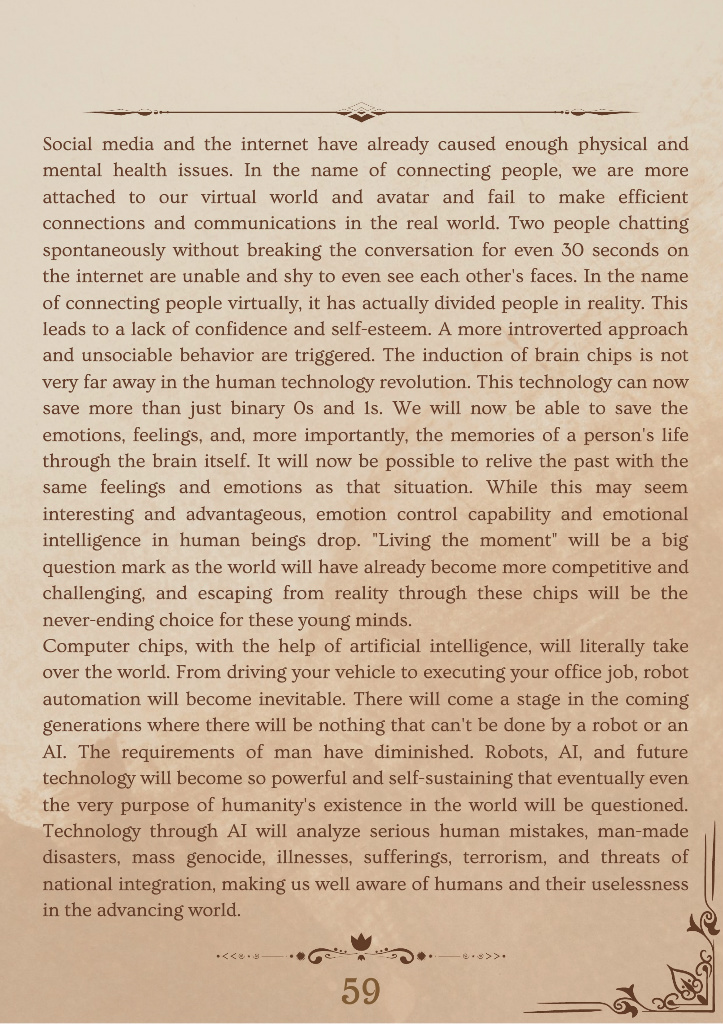 Social media and the internet have already caused enough physical and
mental health issues. In the name of connecting people, we are more
attached to our virtual world and avatar and fail to make efficient
connections and communications in the real world. Two people chatting
spontaneously without breaking the conversation for even 30 seconds on
the internet are unable and shy to even see each other's faces. In the name
of connecting people virtually, it has actually divided people in reality. This
leads to a lack of confidence and self-esteem. A more introverted approach
and unsociable behavior are triggered. The induction of brain chips is not
very far away in the human technology revolution. This technology can now
save more than just binary 0s and 1s. We will now be able to save the
emotions, feelings, and, more importantly, the memories of a person's life
through the brain itself. It will now be possible to relive the past with the
same feelings and emotions as that situation. While this may seem
interesting and advantageous, emotion control capability and emotional
intelligence in human beings drop. "Living the moment" will be a big
question mark as the world will have already become more competitive and
challenging, and escaping from reality through these chips will be the
never-ending choice for these young minds.
Computer chips, with the help of artificial intelligence, will literally take
over the world. From driving your vehicle to executing your office job, robot
automation will become inevitable. There will come a stage in the coming
generations where there will be nothing that can't be done by a robot or an
AI. The requirements of man have diminished. Robots, AI, and future
technology will become so powerful and self-sustaining that eventually even
the very purpose of humanity's existence in the world will be questioned.
Technology through AI will analyze serious human mistakes, man-made
disasters, mass genocide, illnesses, sufferings, terrorism, and threats of
national integration, making us well aware of humans and their uselessness
in the advancing world.
59